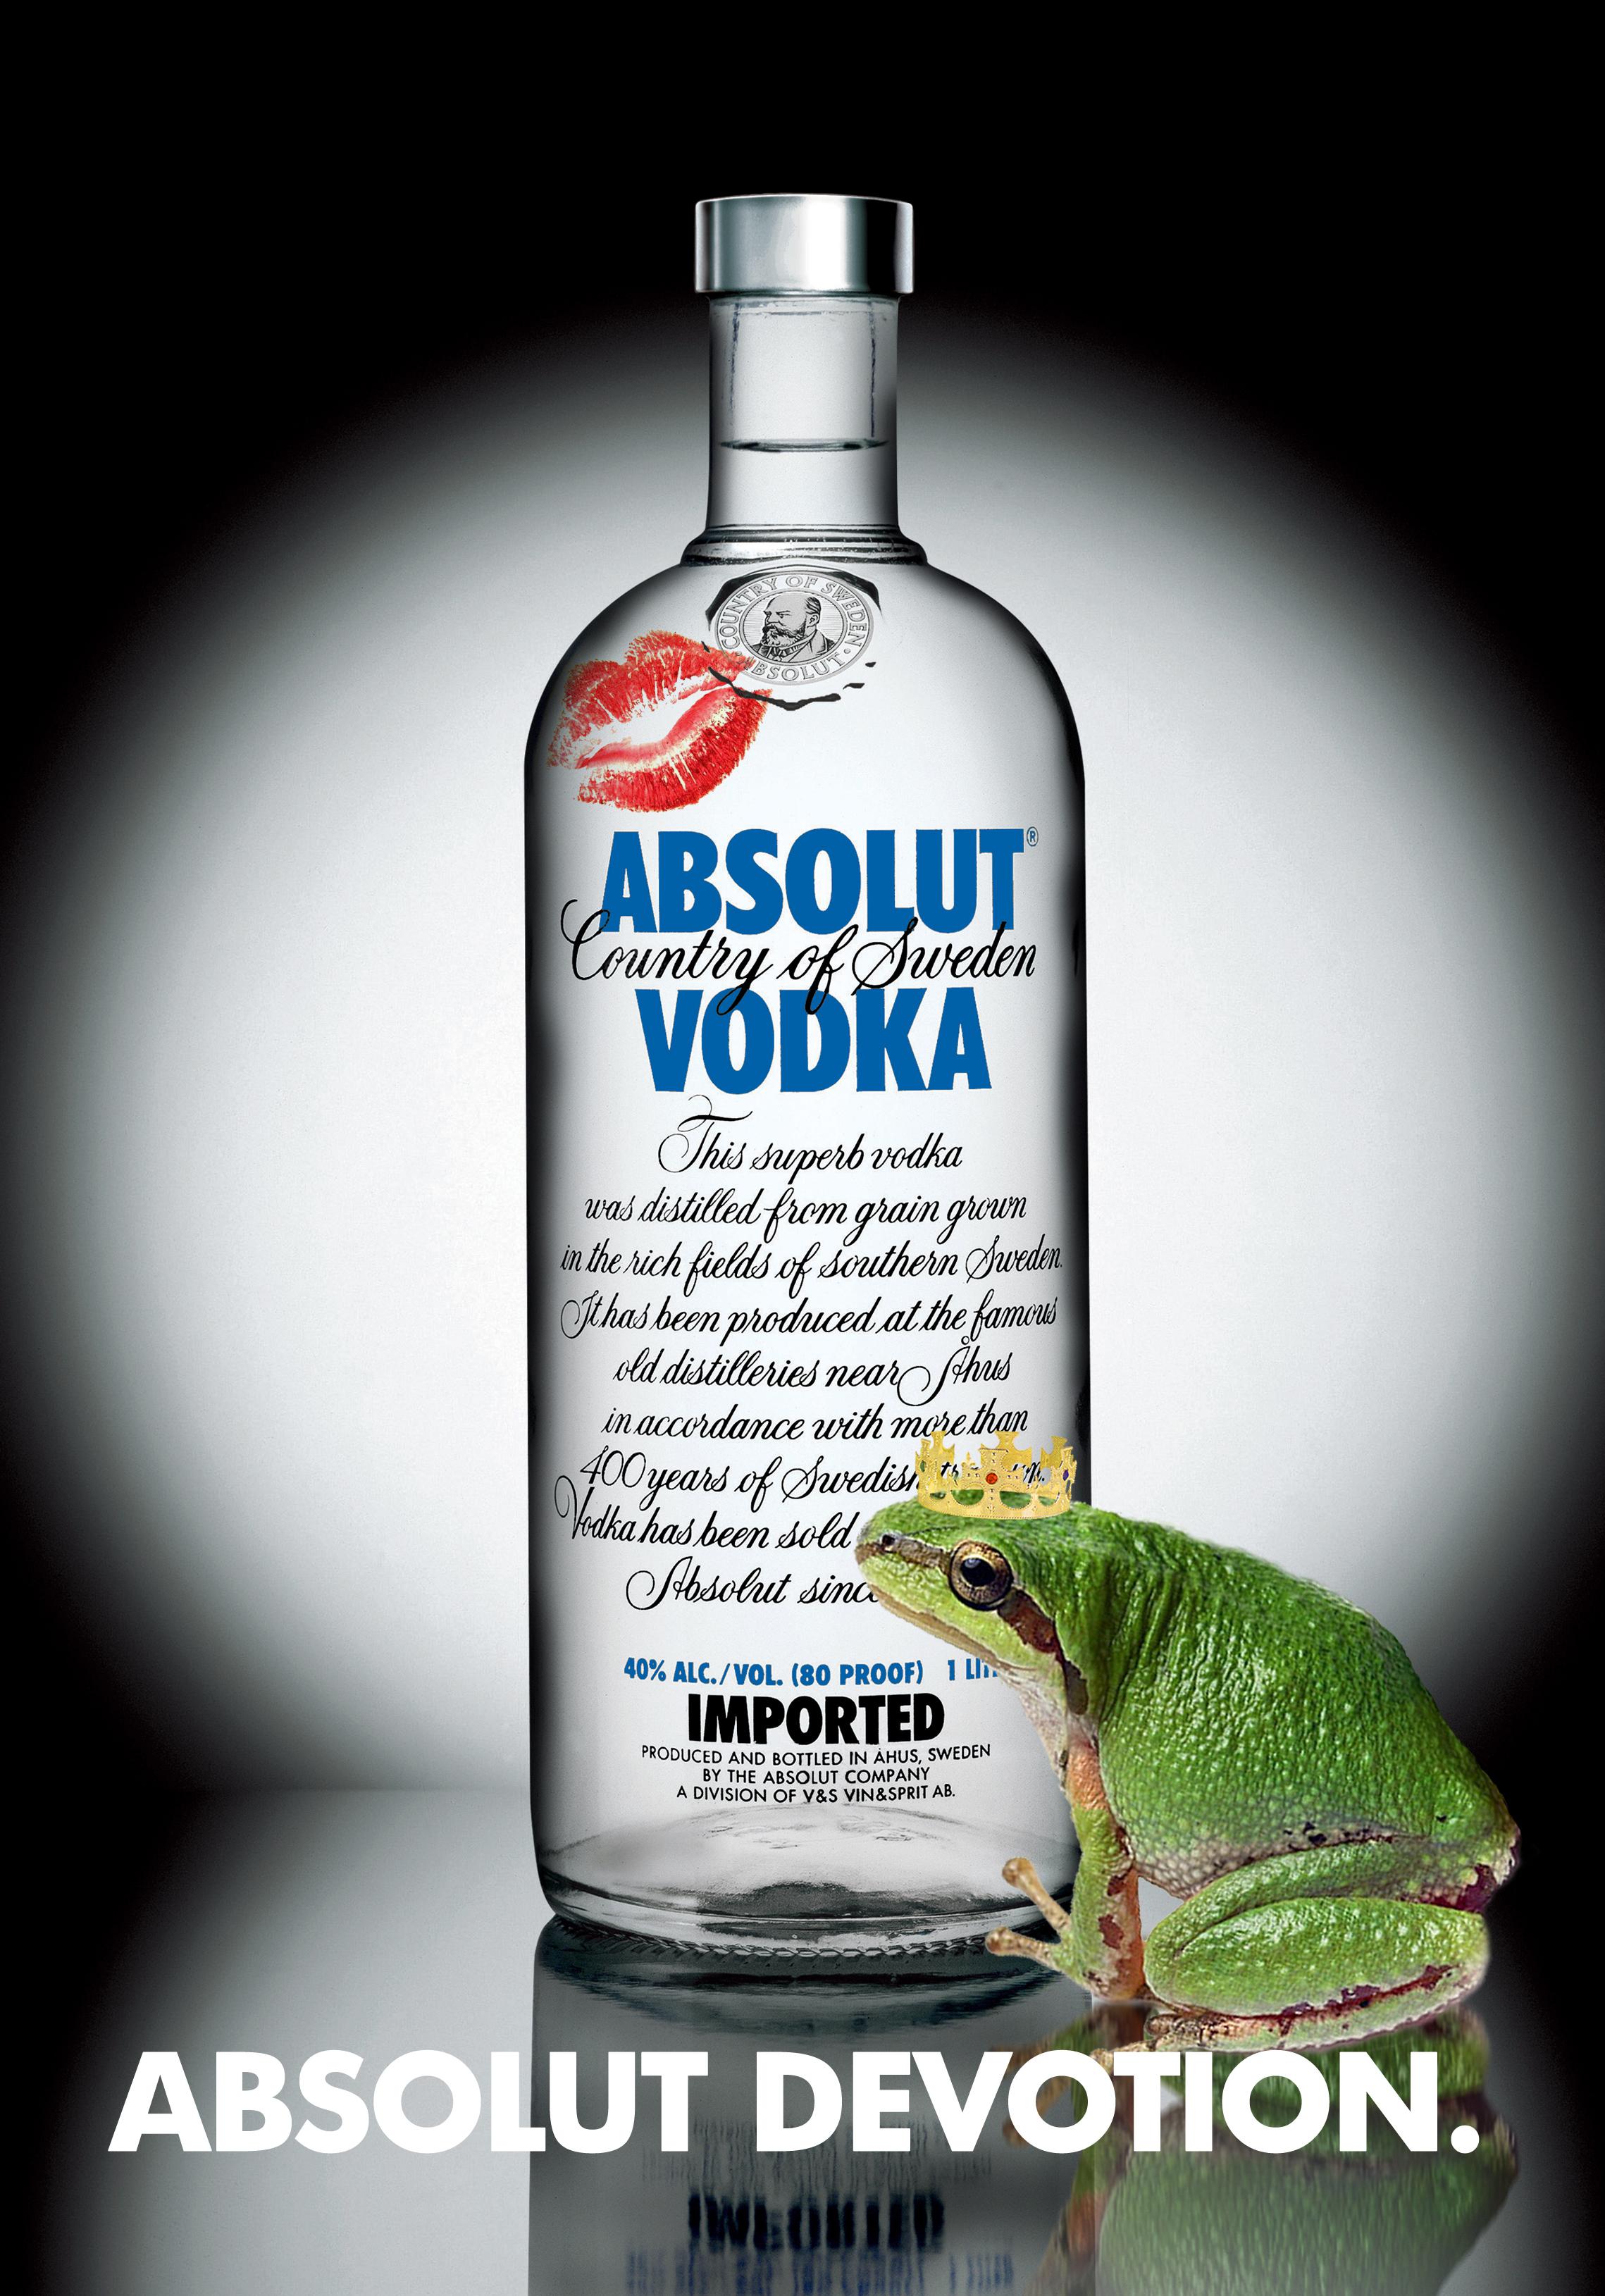 COUNTRY OF SWEDEN
ABSOLUT
ABSOLUT®
Country of Sweden
VODKA
This superb vodka
was distilled from grain grown
in the rich fields of southern Sweden.
It has been produced at the famous
old distilleries near Åhus
in accordance with more than
400 years of Swedish
Vodka has been sold
Absolut since
40% ALC./VOL. (80 PROOF) 1
IMPORTED
PRODUCED AND BOTTLED IN ÅHUS, SWEDEN
BY THE ABSOLUT COMPANY
A DIVISION OF V&S VIN&SPRIT AB.
ABSOLUT DEVOTION.